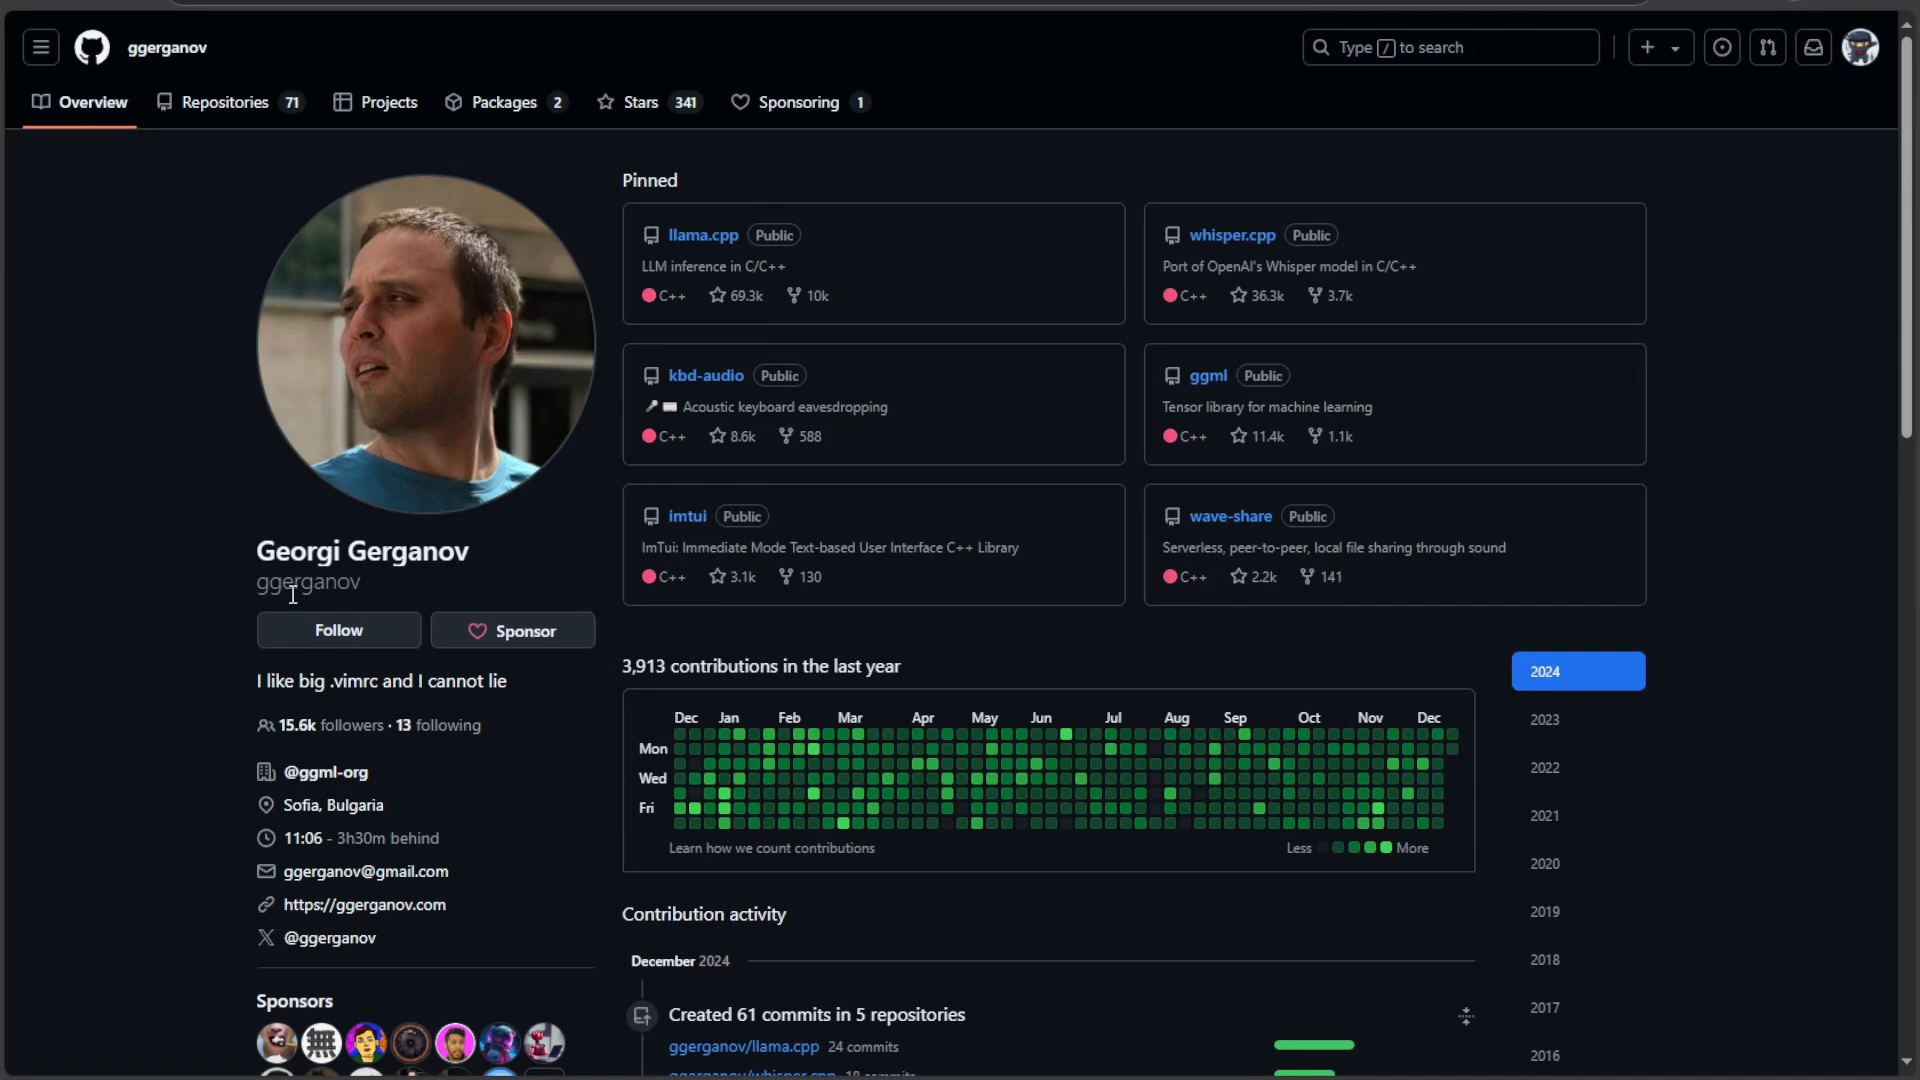 ggerganov
Type / to search
Overview
Repositories 71
Projects
Packages 2
Stars 341
Sponsoring 1
Georgi Gerganov
ggerganov
Follow
Sponsor
I like big .vimrc and I cannot lie
15.6k followers · 13 following
@ggml-org
Sofia, Bulgaria
11:06 - 3h30m behind
ggerganov@gmail.com
https://ggerganov.com
@ggerganov
Sponsors
Pinned
llama.cpp Public
LLM inference in C/C++
C++ 69.3k 10k
whisper.cpp Public
Port of OpenAI's Whisper model in C/C++
C++ 36.3k 3.7k
kbd-audio Public
Acoustic keyboard eavesdropping
C++ 8.6k 588
ggml Public
Tensor library for machine learning
C++ 11.4k 1.1k
imtui Public
ImTui: Immediate Mode Text-based User Interface C++ Library
C++ 3.1k 130
wave-share Public
Serverless, peer-to-peer, local file sharing through sound
C++ 2.2k 141
3,913 contributions in the last year
Dec Jan Feb Mar Apr May Jun Jul Aug Sep Oct Nov Dec
Mon
Wed
Fri
Learn how we count contributions
Less More
Contribution activity
December 2024
Created 61 commits in 5 repositories
ggerganov/llama.cpp 24 commits
ggerganov/whisper.cpp 18 commits
2024
2023
2022
2021
2020
2019
2018
2017
2016